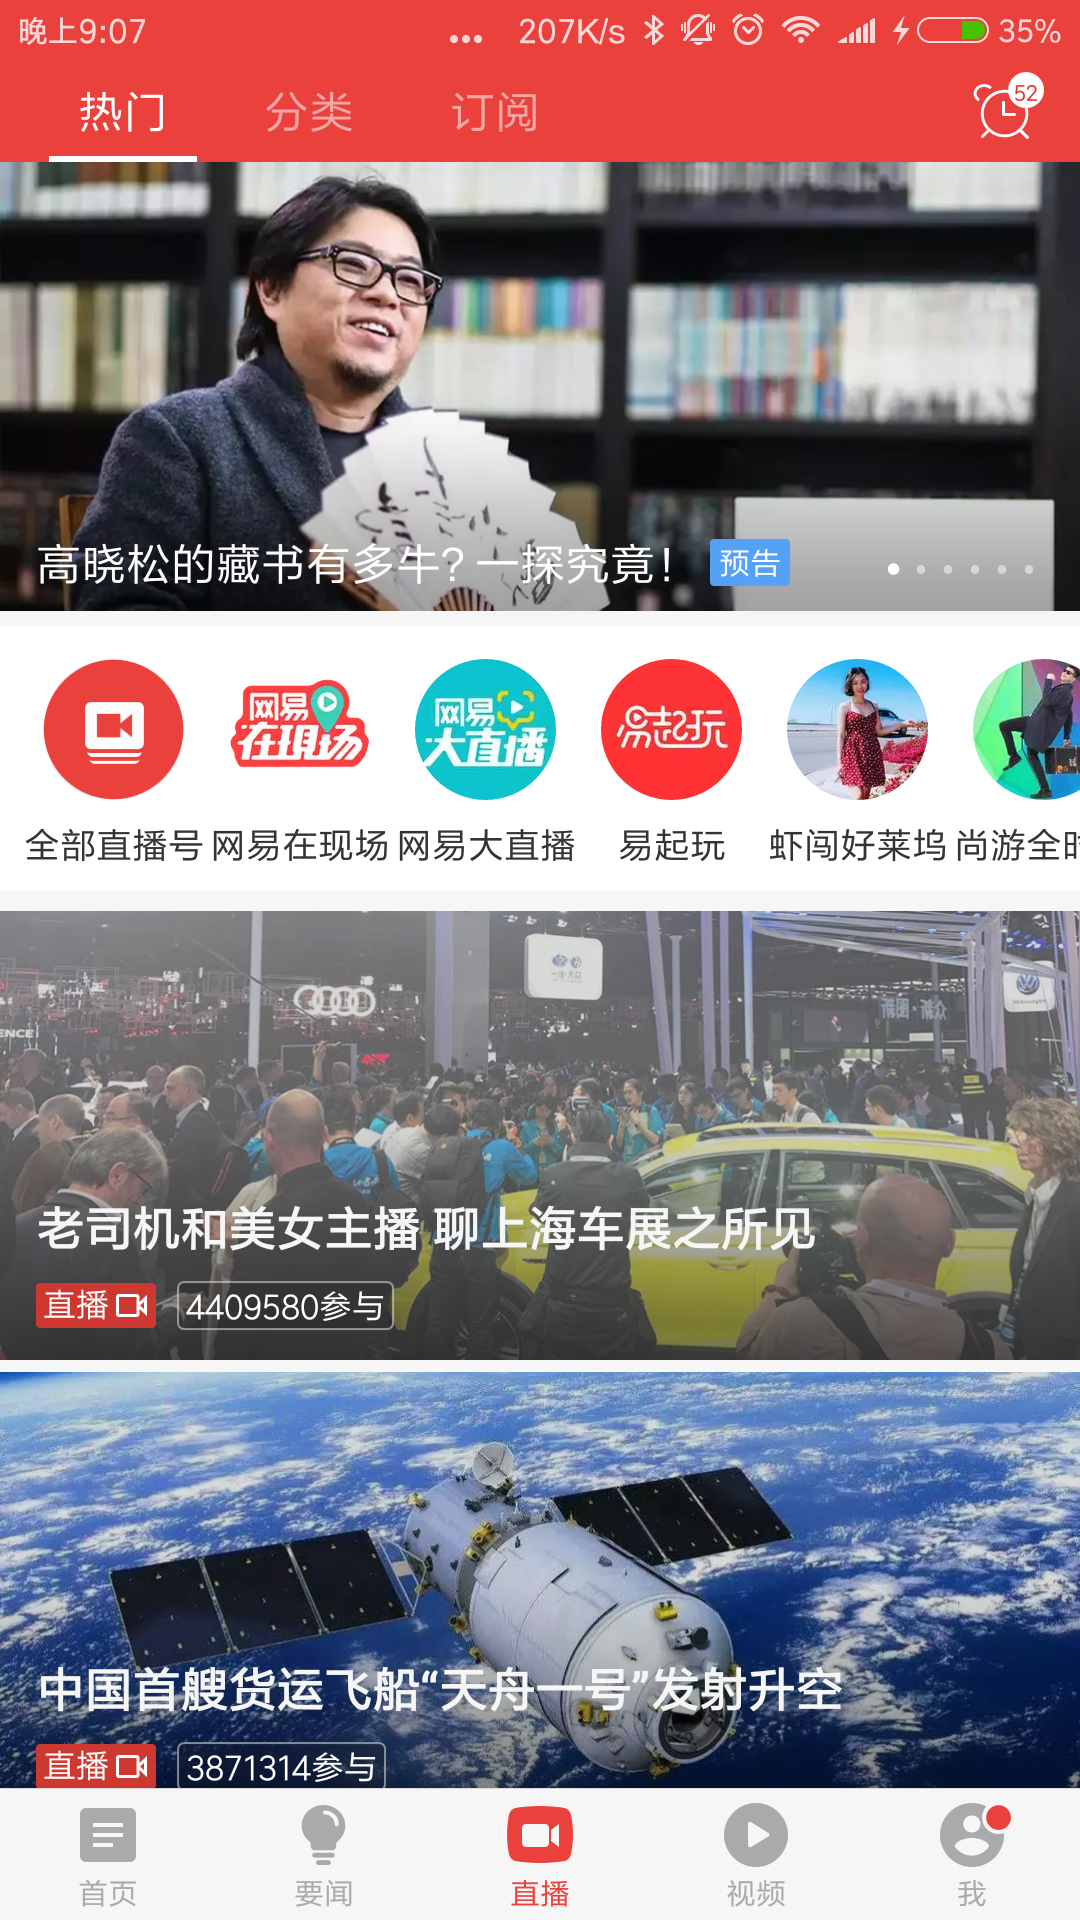 晚上9:07 ... 207K/s 35%
热门 分类 订阅 52
高晓松的藏书有多牛？一探究竟！ 预告
网易在现场
网易大直播
易起玩
全部直播号 网易在现场 网易大直播 易起玩 虾闯好莱坞 尚游全时
Volkswagen
ENCE
老司机和美女主播 聊上海车展之所见
直播 4409580参与
中国首艘货运飞船“天舟一号”发射升空
直播 3871314参与
首页 要闻 直播 视频 我